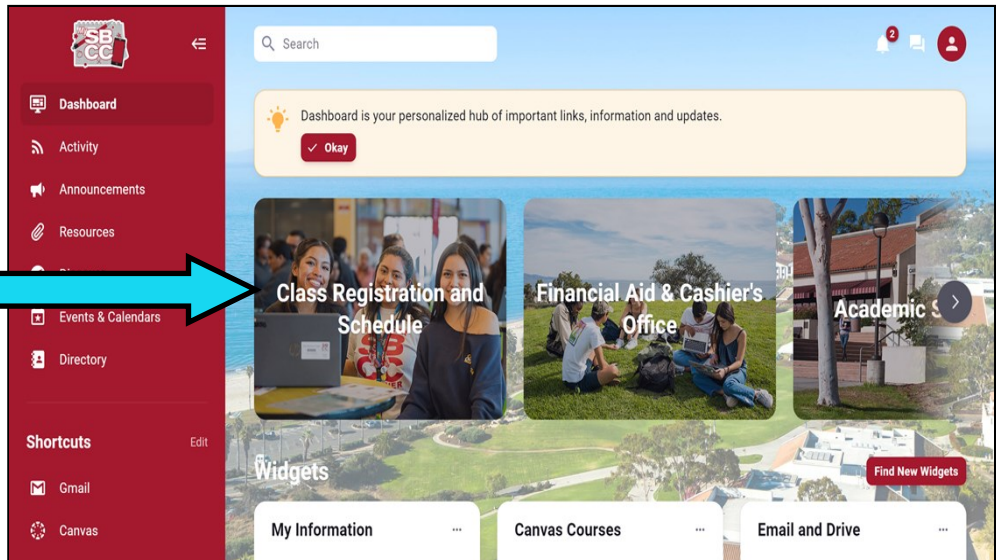 SBCC
Search
2
Dashboard
Dashboard is your personalized hub of important links, information and updates.
Okay
Activity
Announcements
Resources
Events & Calendars
Directory
Class Registration and
Schedule
Financial Aid & Cashier's
Office
Academic S
Shortcuts
Edit
Gmail
Canvas
Widgets
Find New Widgets
My Information
Canvas Courses
Email and Drive